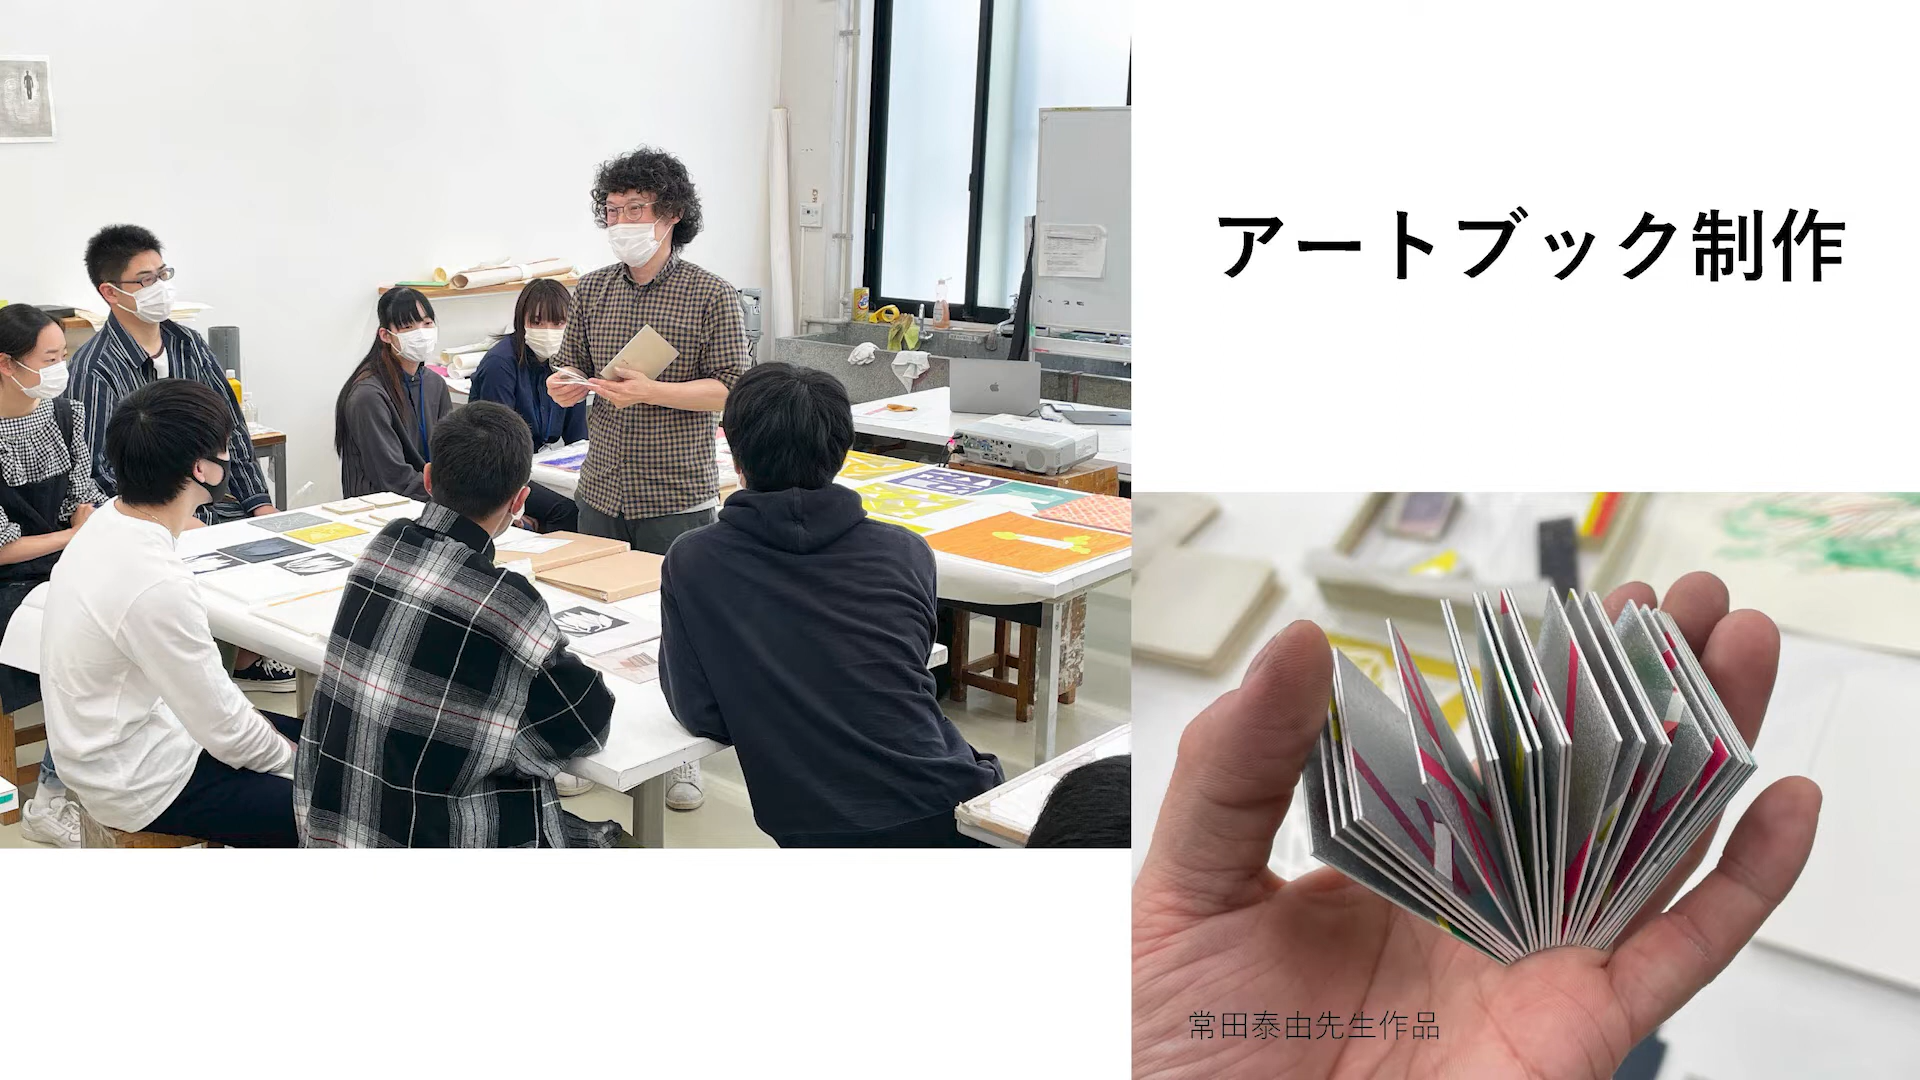 アートブック制作
常田泰由先生作品